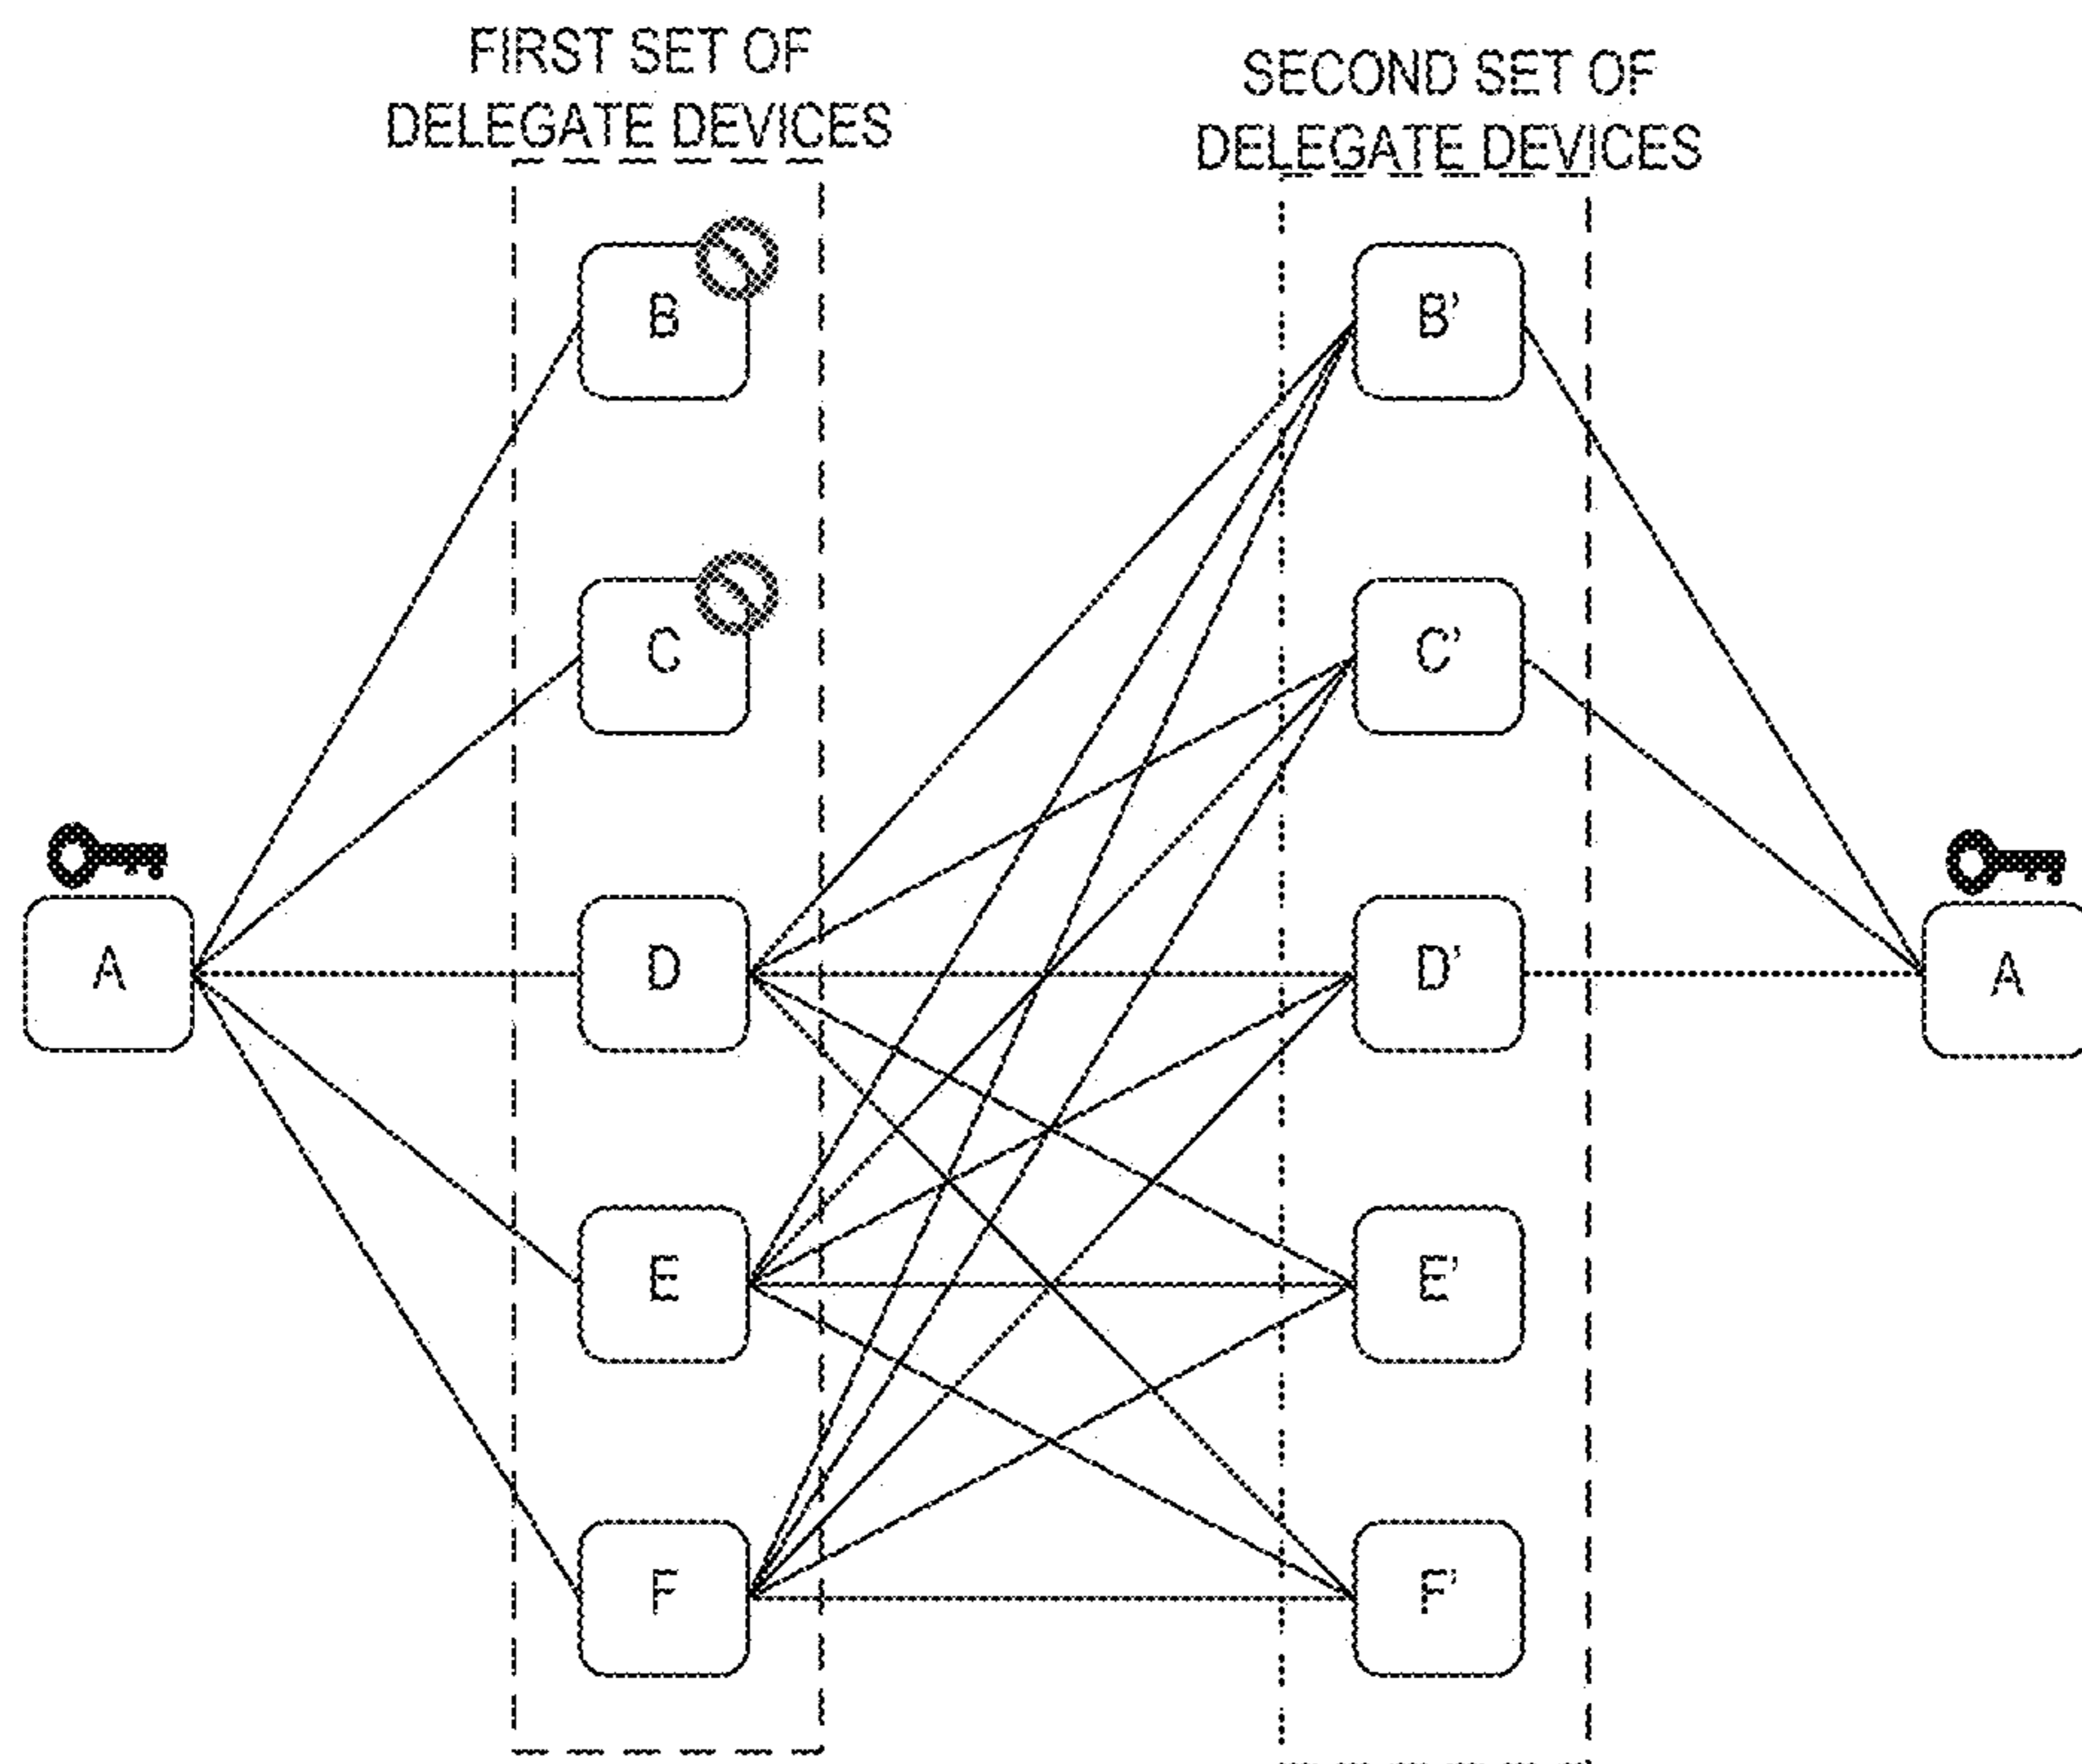 FIRST SET OF
DELEGATE DEVICES
SECOND SET OF
DELEGATE DEVICES
B
B'
C
C'
A
D
D'
A
E
E'
F
F'